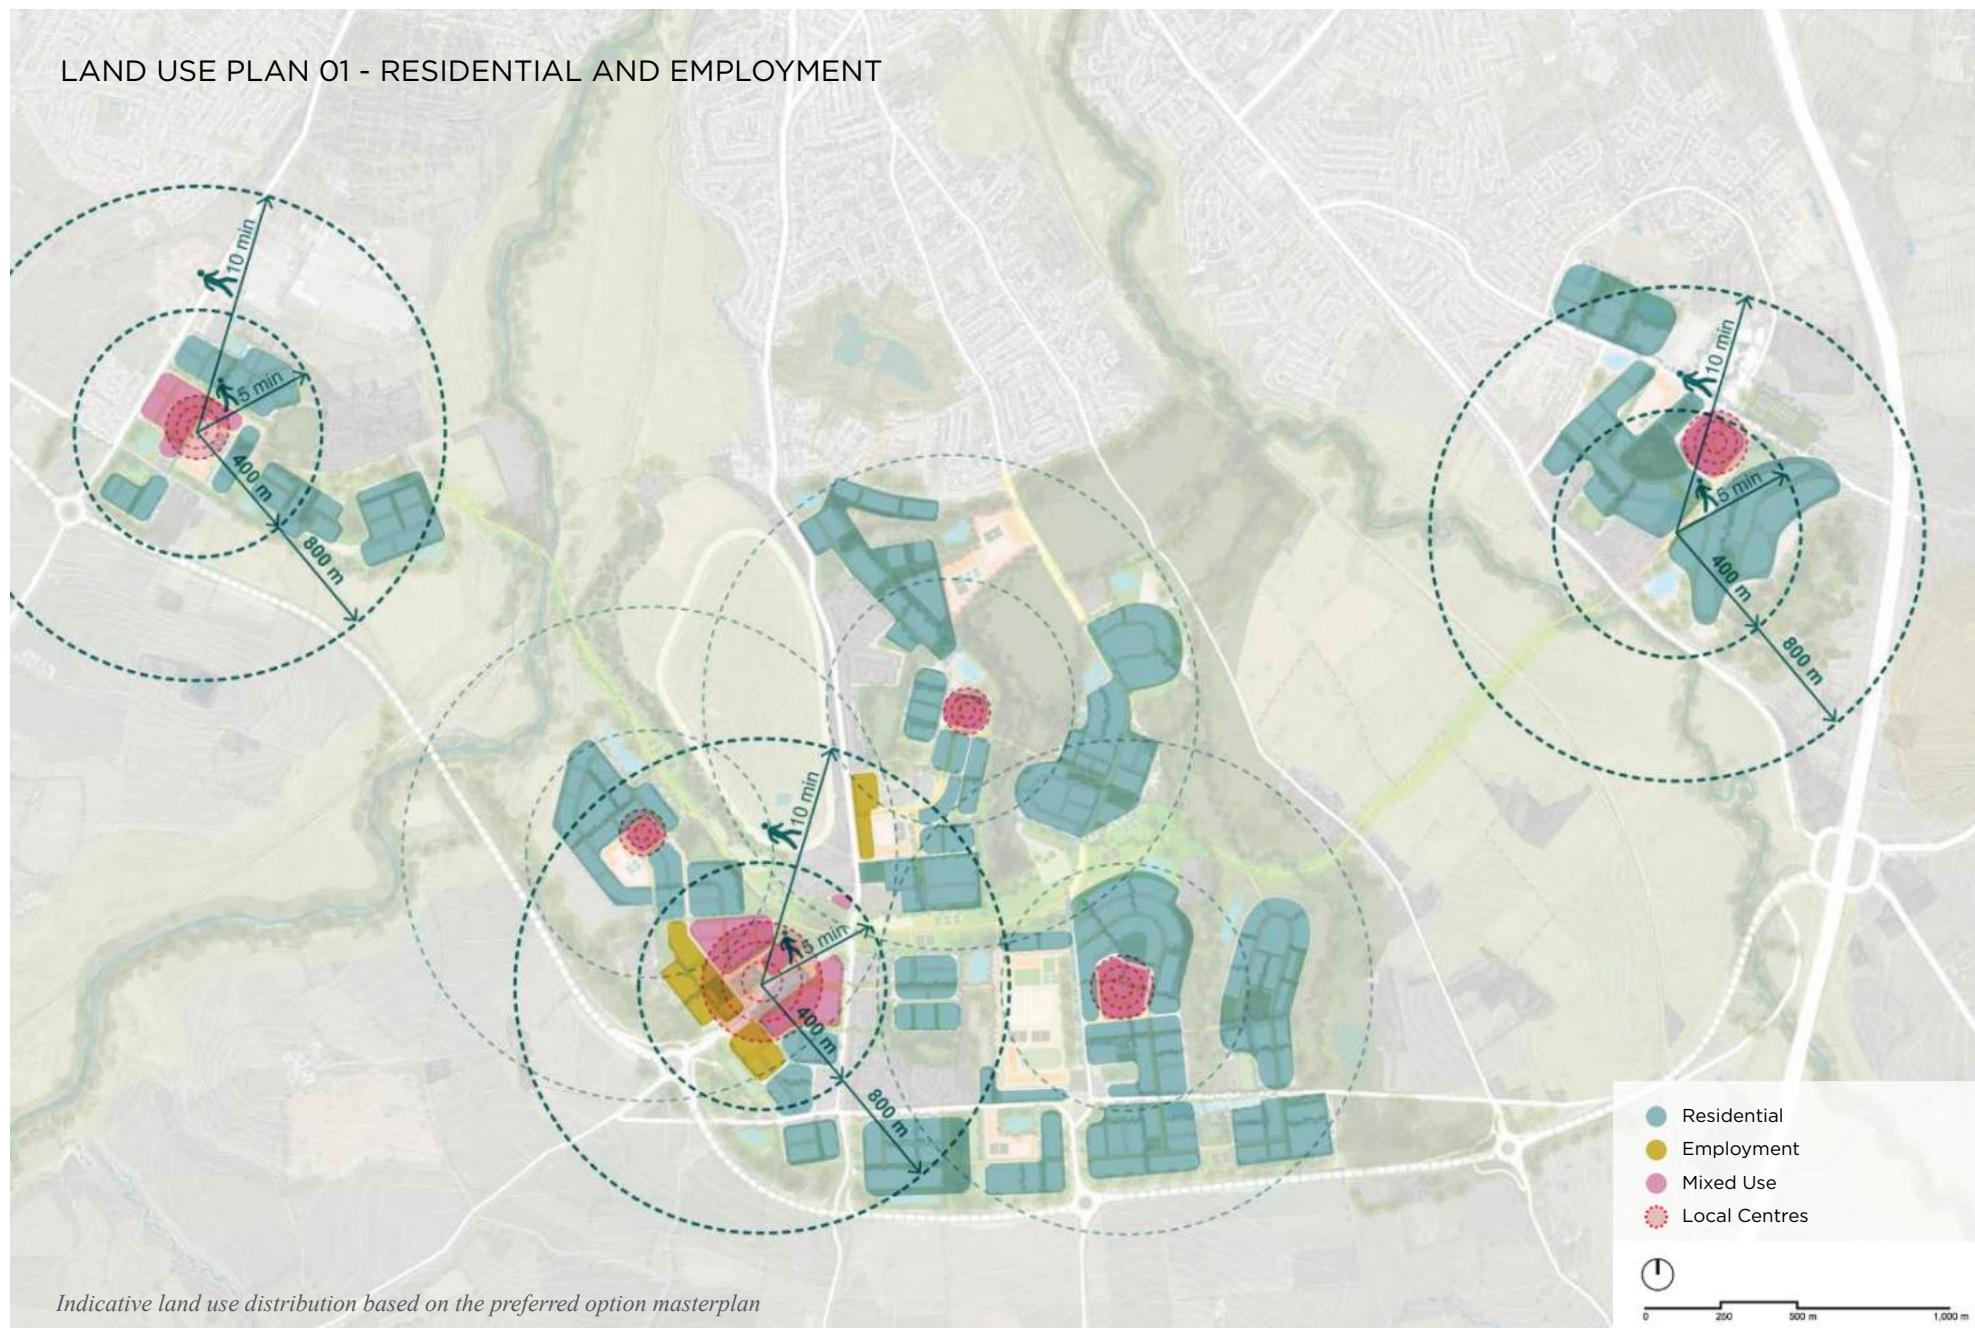 LAND USE PLAN 01 - RESIDENTIAL AND EMPLOYMENT
10 min
5 min
400 m
800 m
10 min
5 min
400 m
800 m
10 min
5 min
400 m
800 m
Residential
Employment
Mixed Use
Local Centres
0 250 500 m 1,000 m
Indicative land use distribution based on the preferred option masterplan